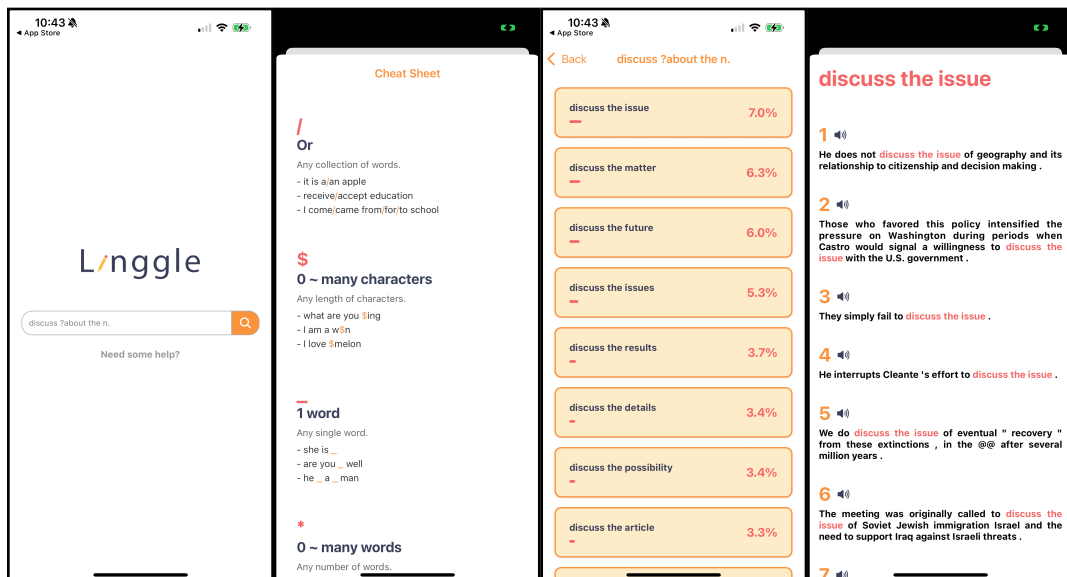 10:43
◀ App Store
Linggle
discuss ?about the n.
Need some help?
Cheat Sheet
/
Or
Any collection of words.
- it is a/an apple
- receive/accept education
- I come/came from/for/to school
$
0 ~ many characters
Any length of characters.
- what are you $ing
- I am a w$n
- I love $melon
_
1 word
Any single word.
- she is _
- are you _ well
- he _ a _ man
*
0 ~ many words
Any number of words.
10:43
◀ App Store
Back
discuss ?about the n.
discuss the issue
7.0%
discuss the matter
6.3%
discuss the future
6.0%
discuss the issues
5.3%
discuss the results
3.7%
discuss the details
3.4%
discuss the possibility
3.4%
discuss the article
3.3%
discuss the issue
1
He does not discuss the issue of geography and its
relationship to citizenship and decision making .
2
Those who favored this policy intensified the
pressure on Washington during periods when
Castro would signal a willingness to discuss the
issue with the U.S. government .
3
They simply fail to discuss the issue .
4
He interrupts Cleante 's effort to discuss the issue .
5
We do discuss the issue of eventual " recovery "
from these extinctions , in the @@ after several
million years .
6
The meeting was originally called to discuss the
issue of Soviet Jewish immigration Israel and the
need to support Iraq against Israeli threats .
7